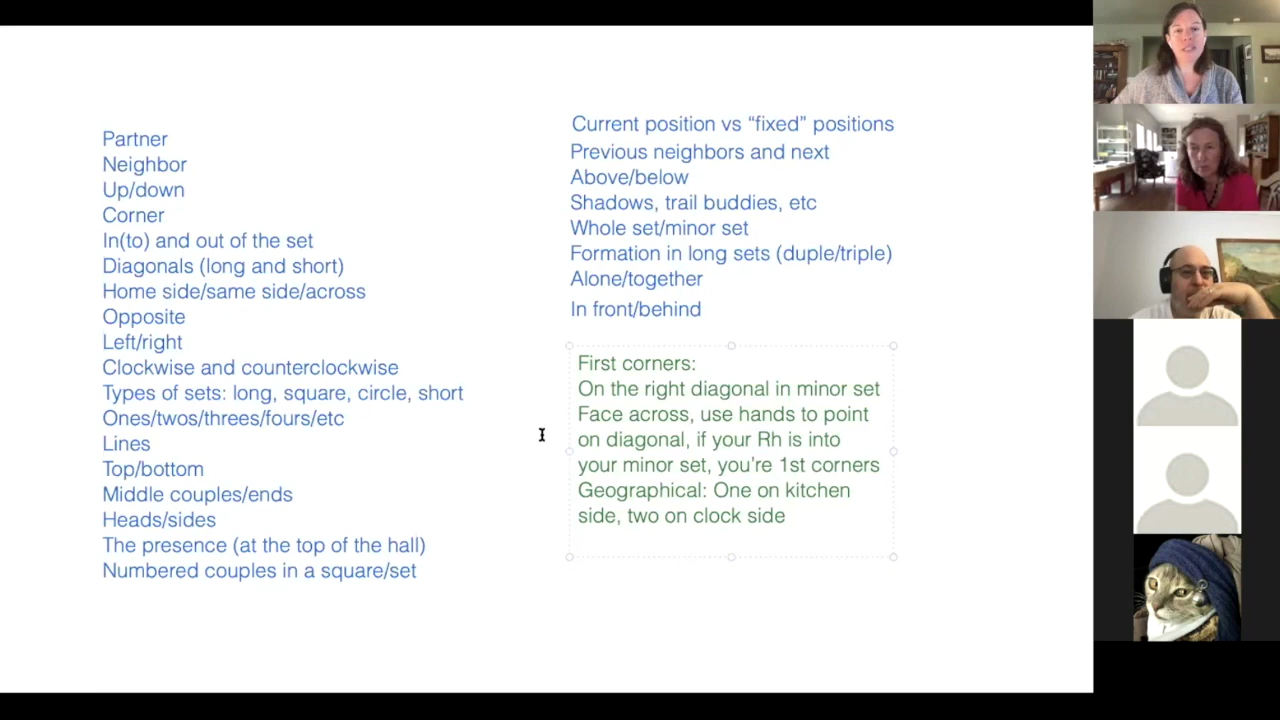 Partner
Neighbor
Up/down
Corner
In(to) and out of the set
Diagonals (long and short)
Home side/same side/across
Opposite
Left/right
Clockwise and counterclockwise
Types of sets: long, square, circle, short
Ones/twos/threes/fours/etc
Lines
Top/bottom
Middle couples/ends
Heads/sides
The presence (at the top of the hall)
Numbered couples in a square/set
Current position vs “fixed” positions
Previous neighbors and next
Above/below
Shadows, trail buddies, etc
Whole set/minor set
Formation in long sets (duple/triple)
Alone/together
In front/behind
First corners:
On the right diagonal in minor set
Face across, use hands to point
on diagonal, if your Rh is into
your minor set, you’re 1st corners
Geographical: One on kitchen
side, two on clock side